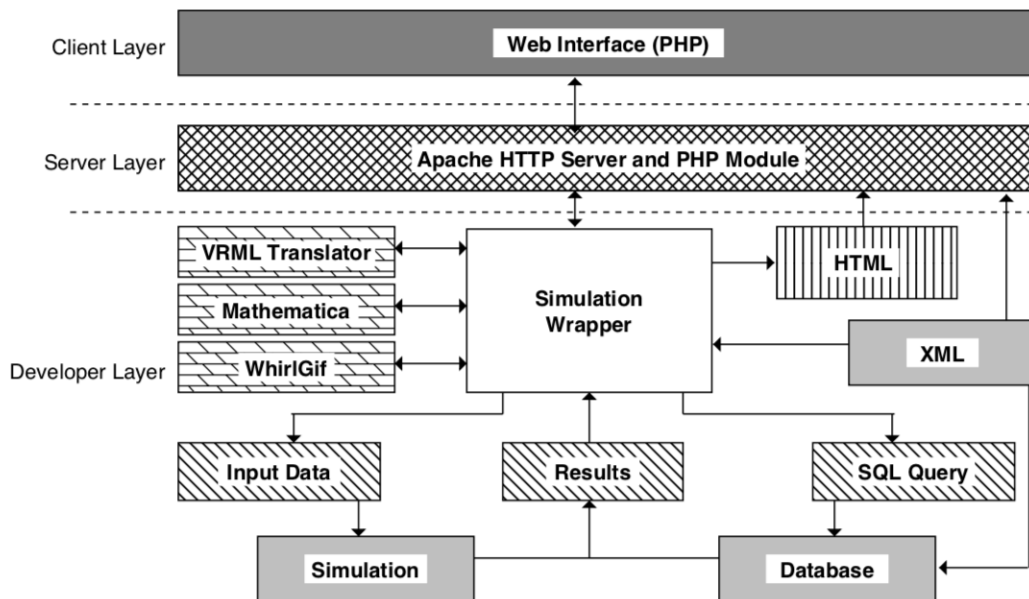 Client Layer
Web Interface (PHP)
Server Layer
Apache HTTP Server and PHP Module
Developer Layer
VRML Translator
Mathematica
WhirlGif
Simulation
Wrapper
HTML
XML
Input Data
Results
SQL Query
Simulation
Database